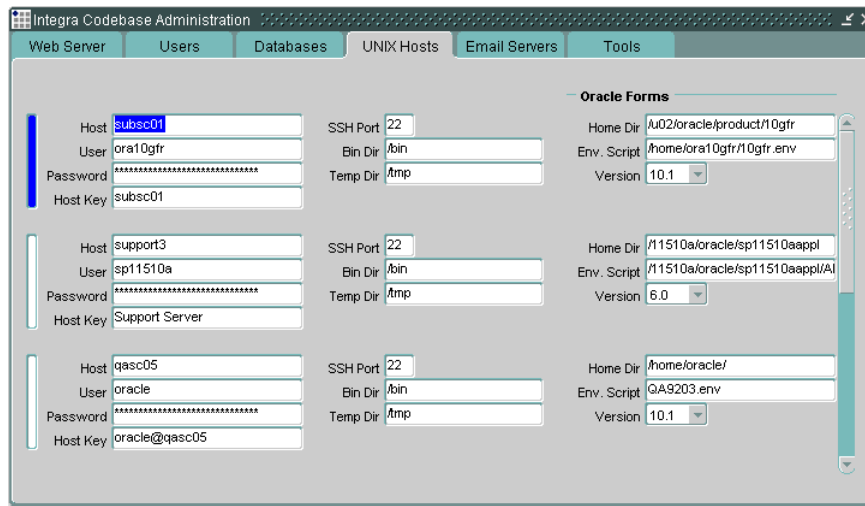 Integra Codebase Administration
Web Server Users Databases UNIX Hosts Email Servers Tools
Oracle Forms
Host subsc01 SSH Port 22 Home Dir /u02/oracle/product/10gfr
User ora10gfr Bin Dir /bin Env. Script /home/ora10gfr/10gfr.env
Password ****************************** Temp Dir /tmp Version 10.1
Host Key subsc01
Host support3 SSH Port 22 Home Dir /11510a/oracle/sp11510aappl
User sp11510a Bin Dir /bin Env. Script /11510a/oracle/sp11510aappl/A
Password ****************************** Temp Dir /tmp Version 6.0
Host Key Support Server
Host qasc05 SSH Port 22 Home Dir /home/oracle/
User oracle Bin Dir /bin Env. Script QA9203.env
Password ****************************** Temp Dir /tmp Version 10.1
Host Key oracle@qasc05